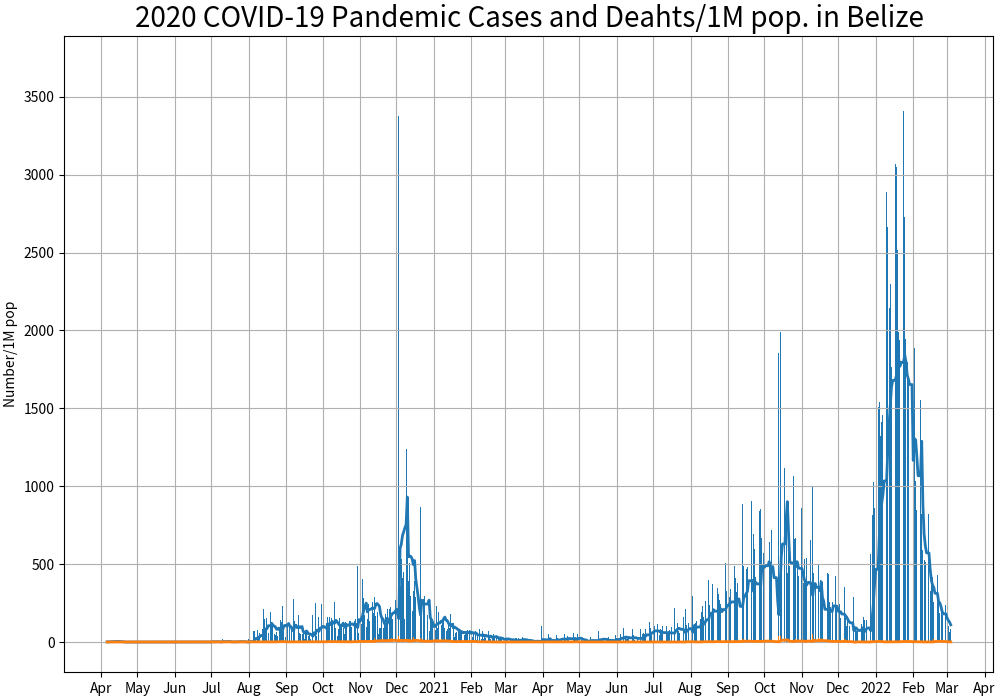 2020 COVID-19 Pandemic Cases and Deahts/1M pop. in Belize
Number/1M pop
3500
3000
2500
2000
1500
1000
500
0
Apr May Jun Jul Aug Sep Oct Nov Dec 2021 Feb Mar Apr May Jun Jul Aug Sep Oct Nov Dec 2022 Feb Mar Apr